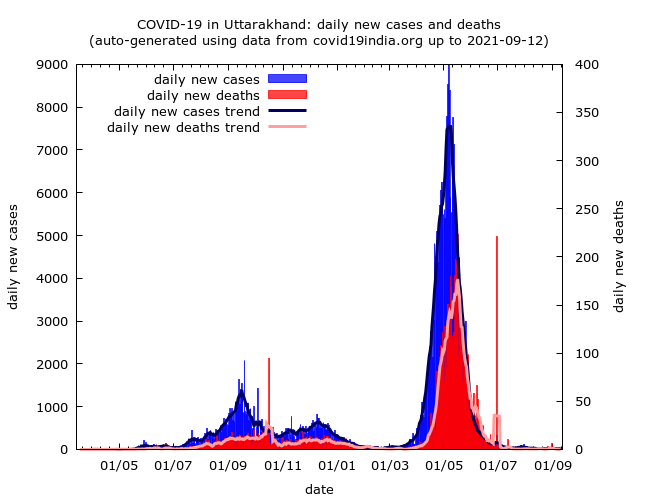 COVID-19 in Uttarakhand: daily new cases and deaths
(auto-generated using data from covid19india.org up to 2021-09-12)
daily new cases
daily new deaths
daily new cases trend
daily new deaths trend
9000
8000
7000
6000
5000
4000
3000
2000
1000
0
daily new cases
400
350
300
250
200
150
100
50
0
daily new deaths
01/05 01/07 01/09 01/11 01/01 01/03 01/05 01/07 01/09
date